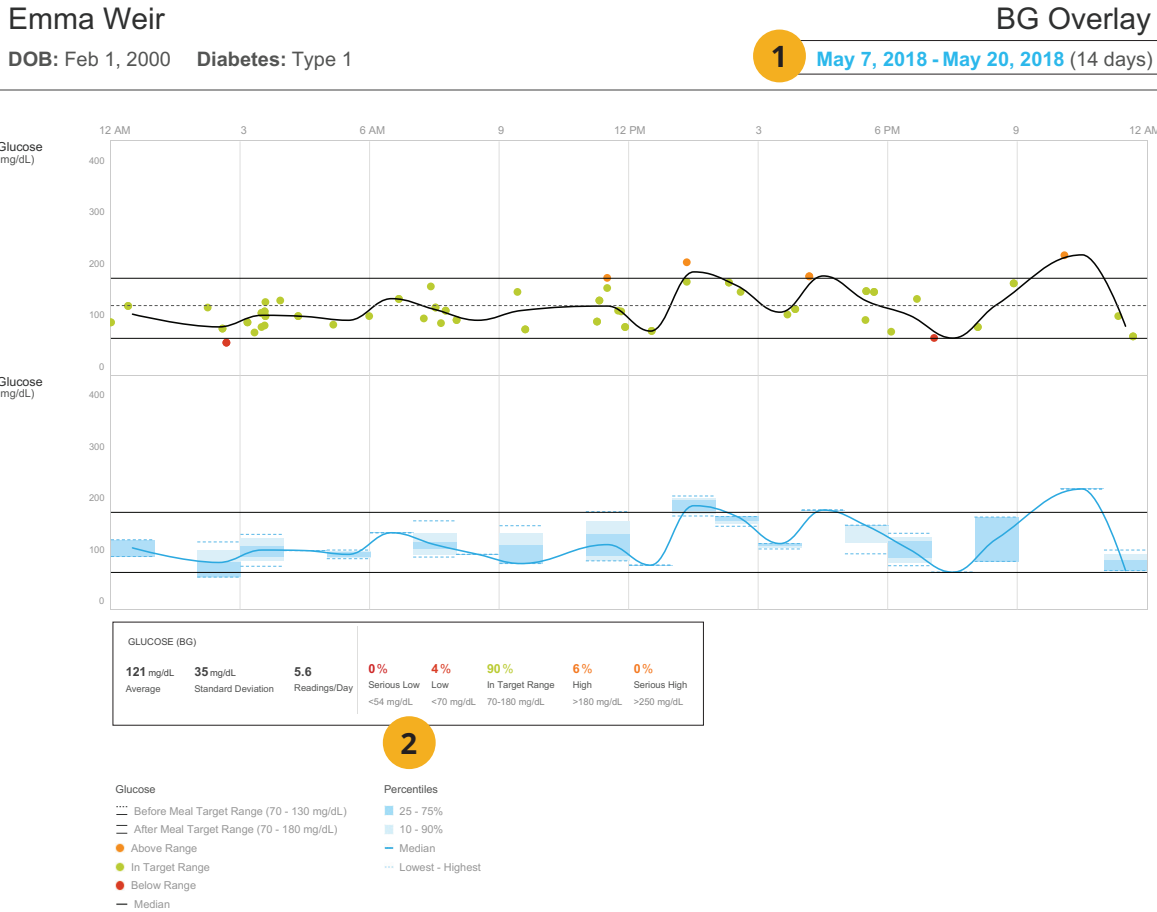 Emma Weir
BG Overlay
DOB: Feb 1, 2000 Diabetes: Type 1
1 May 7, 2018 - May 20, 2018 (14 days)
12 AM 3 6 AM 9 12 PM 3 6 PM 9 12 AM
Glucose
mg/dL)
400
300
200
100
0
Glucose
mg/dL)
400
300
200
100
0
GLUCOSE (BG)
121 mg/dL 35 mg/dL 5.6 0% 4% 90% 6% 0%
Average Standard Deviation Readings/Day Serious Low Low In Target Range High Serious High
<54 mg/dL <70 mg/dL 70-180 mg/dL >180 mg/dL >250 mg/dL
2
Glucose
Before Meal Target Range (70 - 130 mg/dL)
After Meal Target Range (70 - 180 mg/dL)
Above Range
In Target Range
Below Range
Median
Percentiles
25 - 75%
10 - 90%
Median
Lowest - Highest